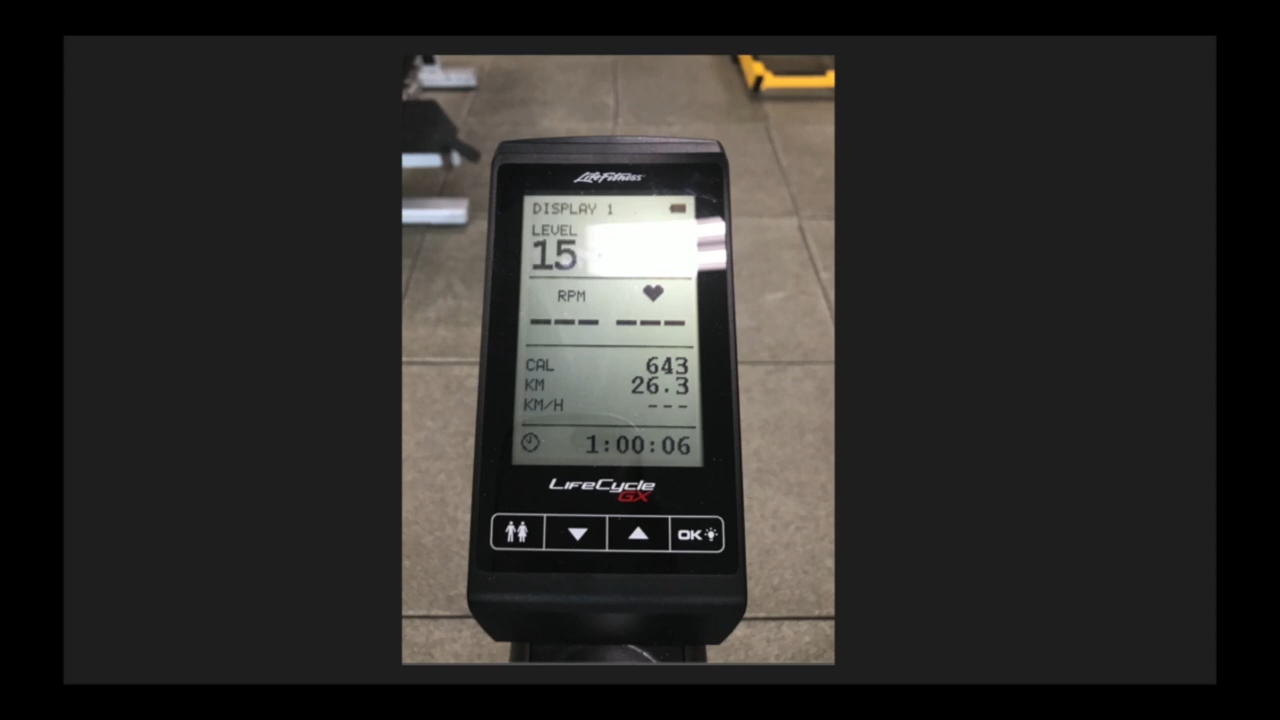 LifeFitness
DISPLAY 1
LEVEL
15
RPM
--- ---
CAL 643
KM 26.3
KM/H ---
1:00:06
LIFECYCLE
GX
OK